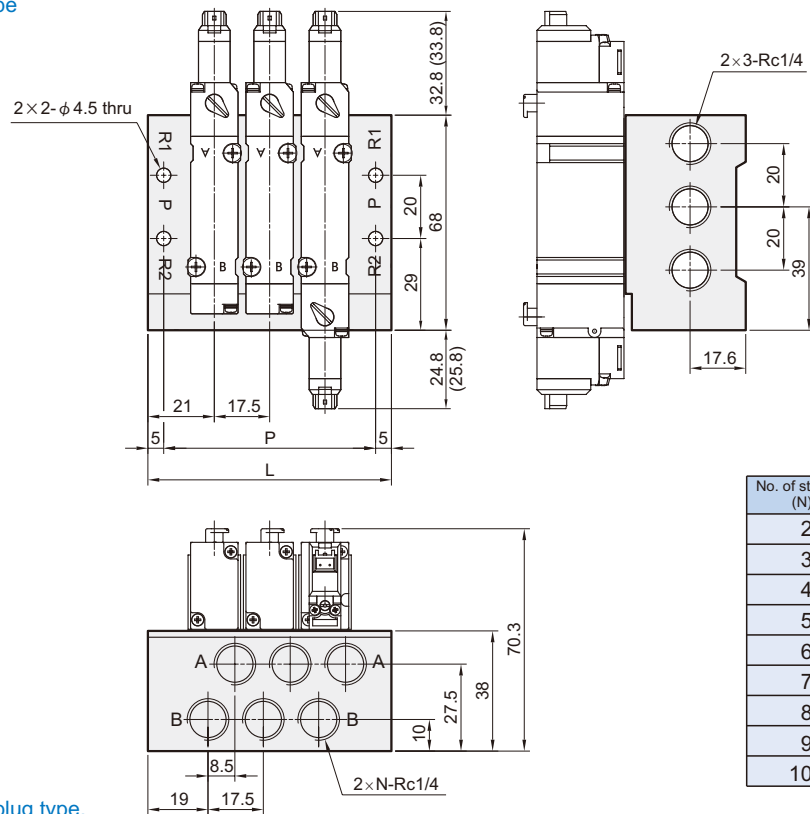 pe
32.8 (33.8)
2×3-Rc1/4
2×2-ϕ4.5 thru
R1
A
A
A
R1
20
P
P
20
68
20
39
R2
B
B
B
R2
29
17.6
24.8
(25.8)
21
17.5
5
P
5
L
No. of st
(N)
2
3
4
5
6
7
8
9
10
70.3
A
A
38
27.5
B
B
10
8.5
2×N-Rc1/4
19
17.5
plug type.